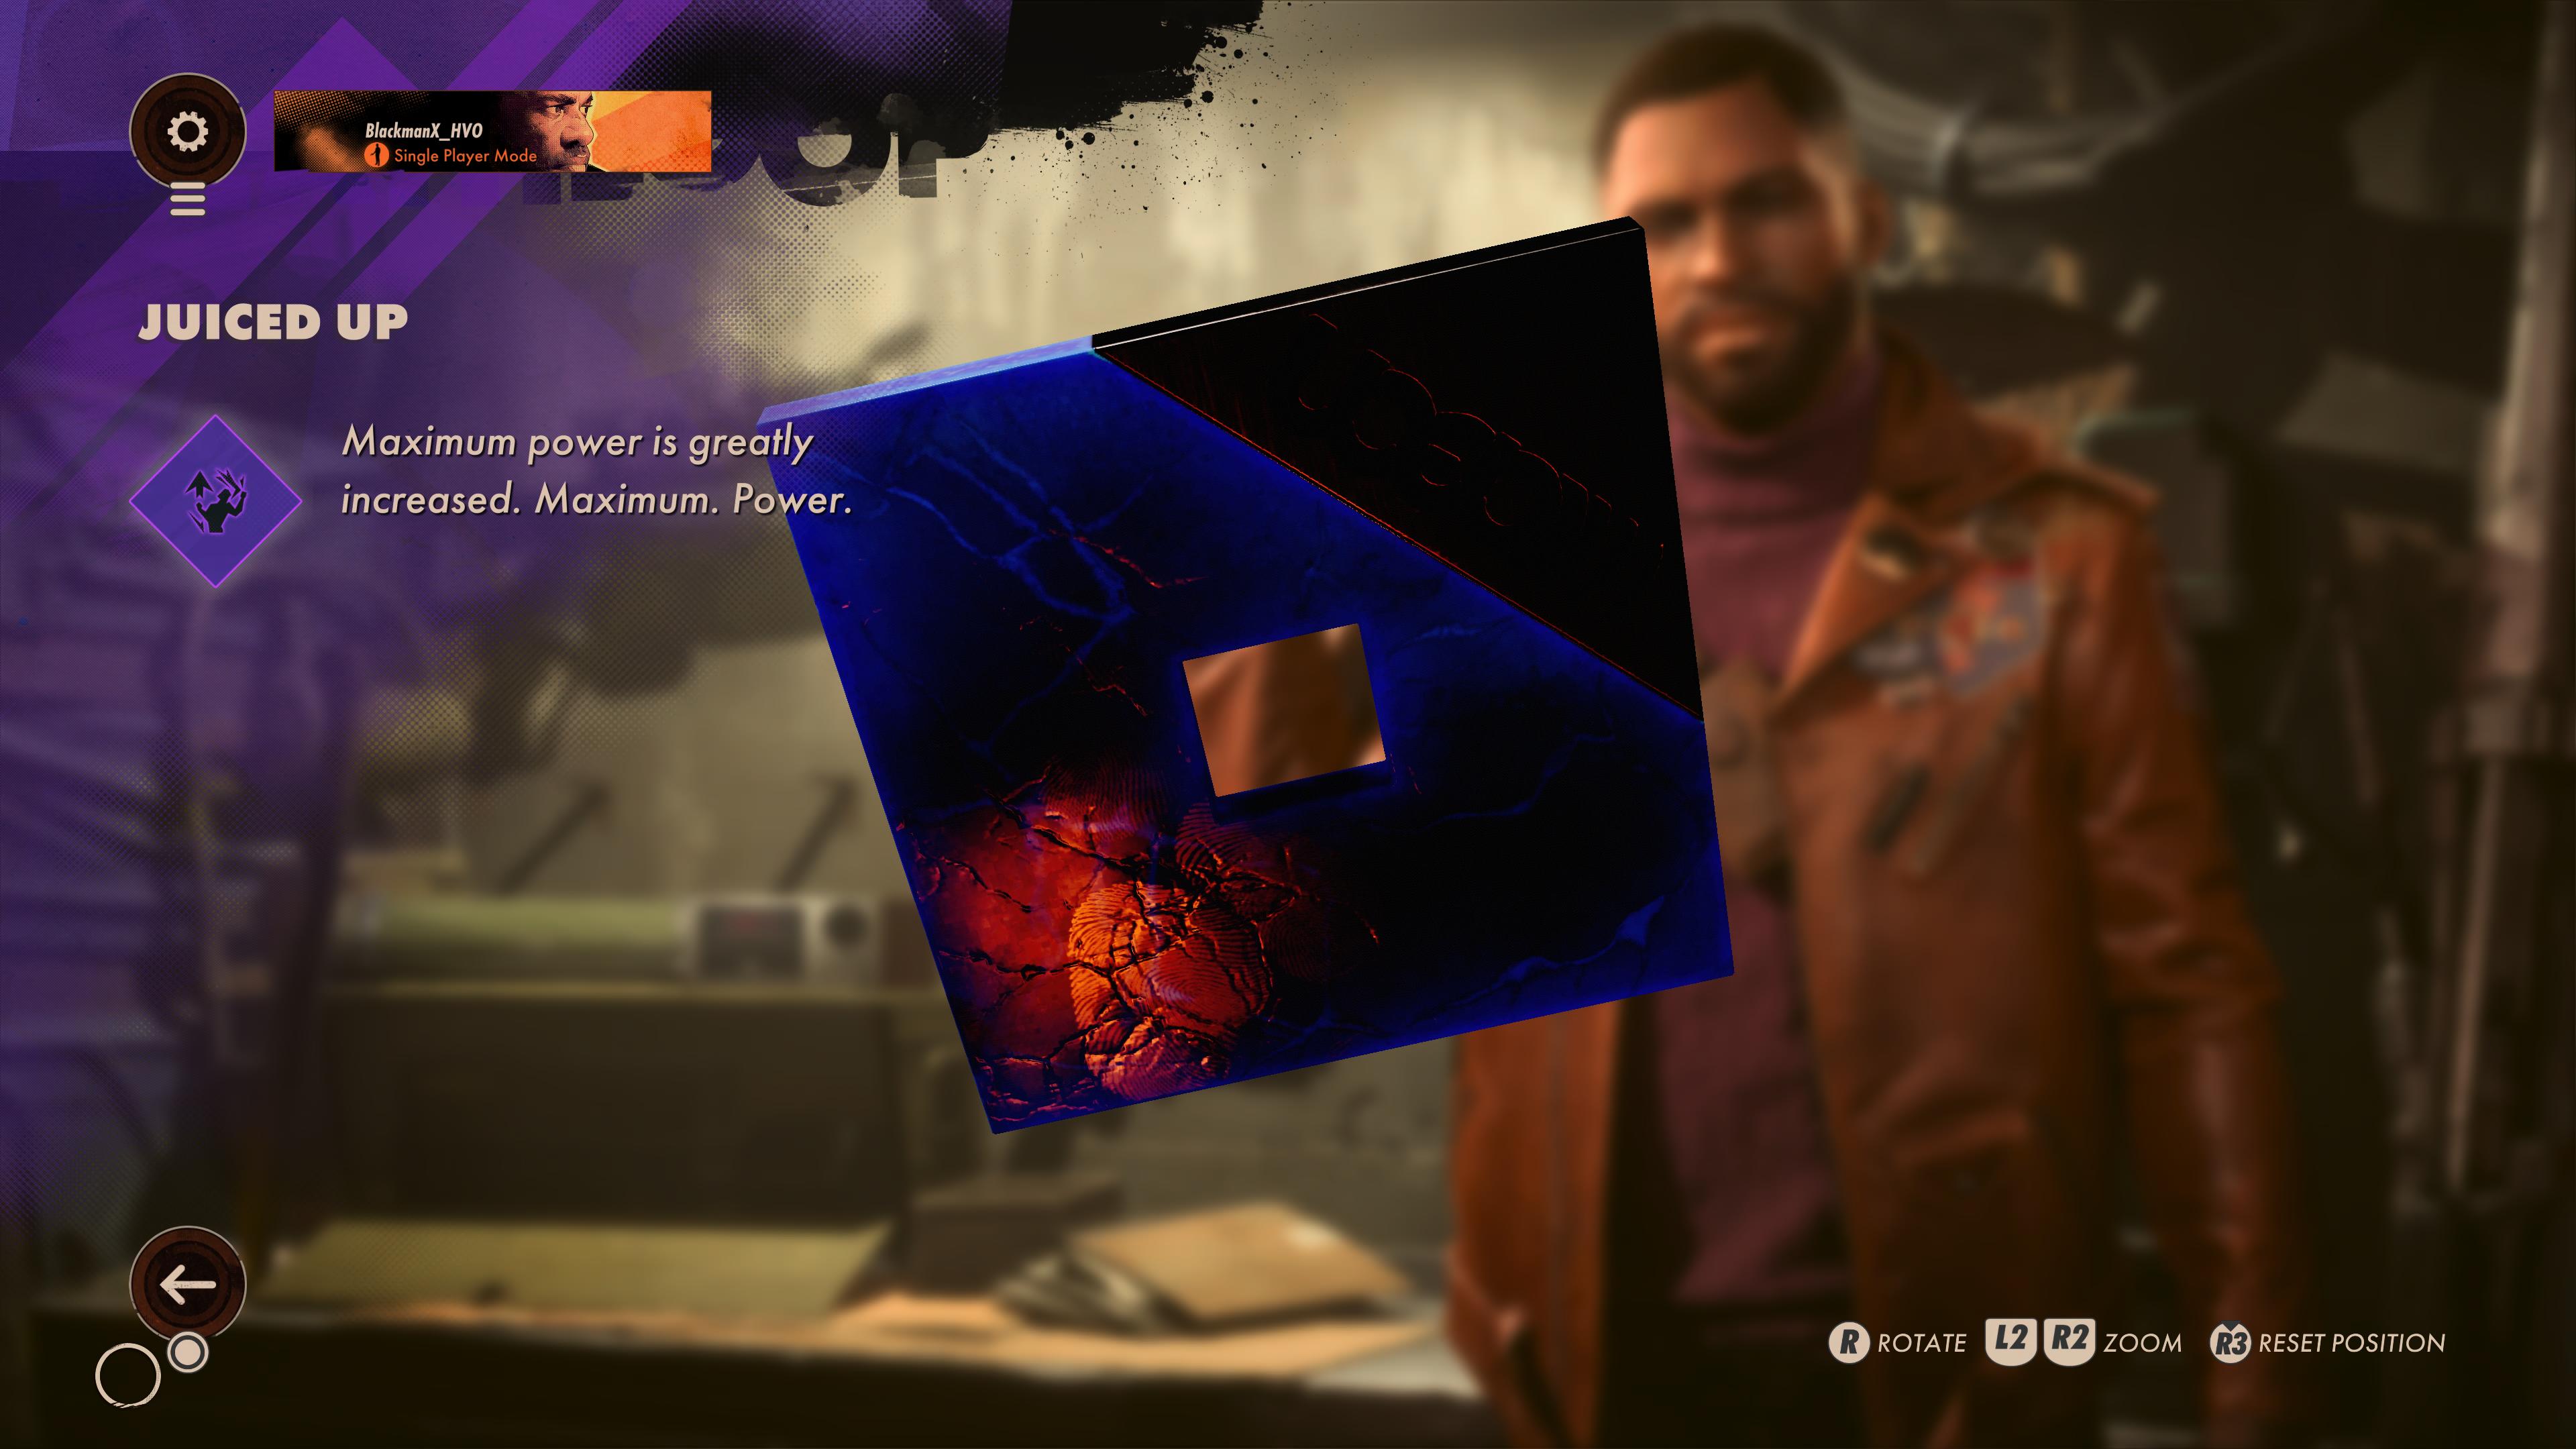 BlackmanX_HVO
Single Player Mode
JUICED UP
Maximum power is greatly
increased. Maximum. Power.
R ROTATE L2 R2 ZOOM R3 RESET POSITION